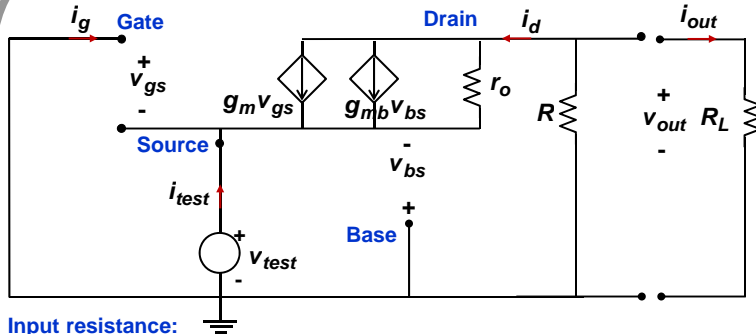 i_g Gate Drain i_d i_out
+ v_gs -
g_m v_gs g_mb v_bs r_o R
+ v_out - R_L
Source
- v_bs +
i_test
Base
+ v_test -
Input resistance: